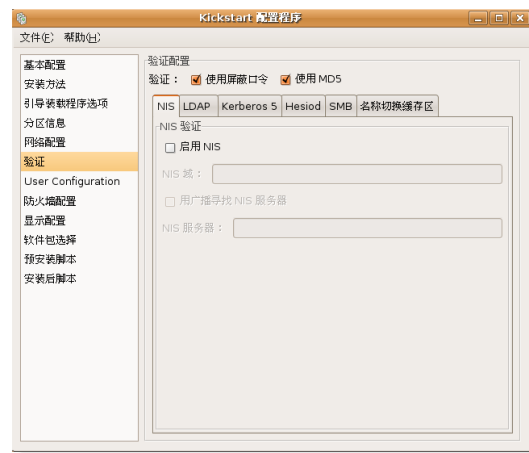 Kickstart 配置程序
文件(F) 帮助(H)
基本配置
安装方法
引导装载程序选项
分区信息
网络配置
验证
User Configuration
防火墙配置
显示配置
软件包选择
预安装脚本
安装后脚本
验证配置
验证： 使用屏蔽口令 使用 MD5
NIS LDAP Kerberos 5 Hesiod SMB 名称切换缓存区
NIS 验证
启用 NIS
NIS 域：
用广播寻找 NIS 服务器
NIS 服务器：